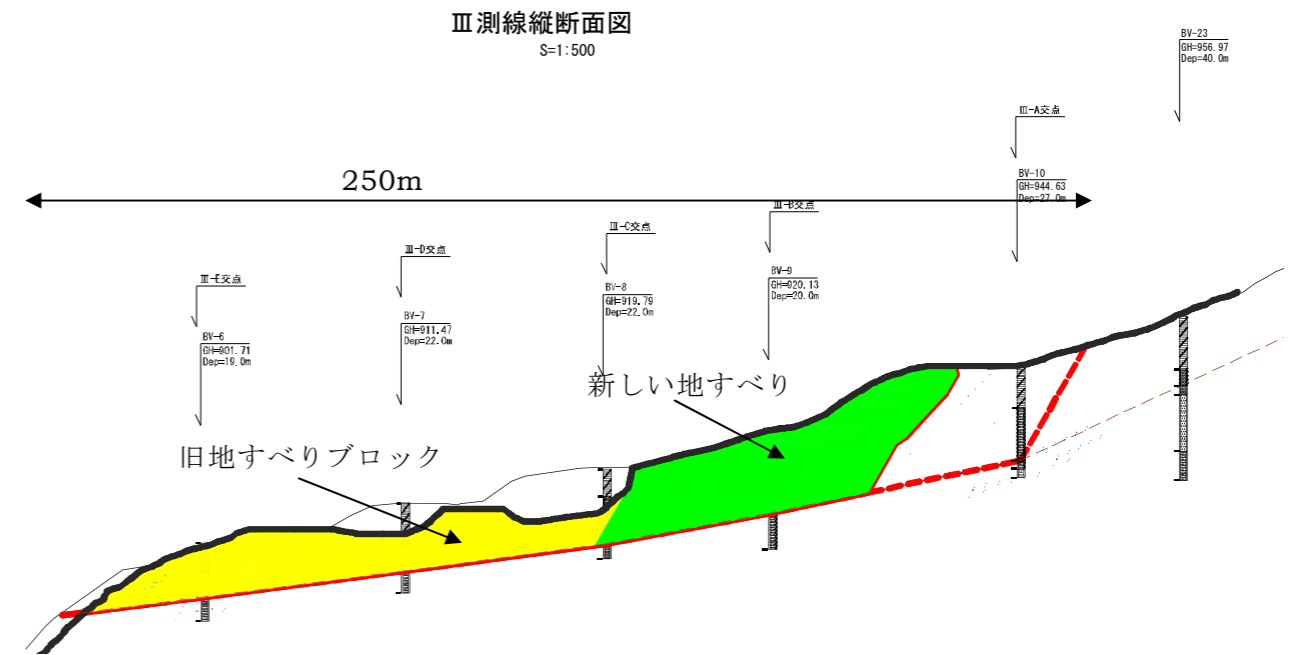 Ⅲ測線縦断面図
S=1:500
BV-23
GH=956.97
Dep=40.0m
Ⅲ-A交点
BV-10
GH=944.63
Dep=27.0m
250m
Ⅲ-B交点
BV-9
GH=920.13
Dep=20.0m
Ⅲ-C交点
BV-8
GH=919.79
Dep=22.0m
Ⅲ-D交点
BV-7
GH=911.47
Dep=22.0m
Ⅲ-E交点
BV-6
GH=901.71
Dep=19.0m
新しい地すべり
旧地すべりブロック